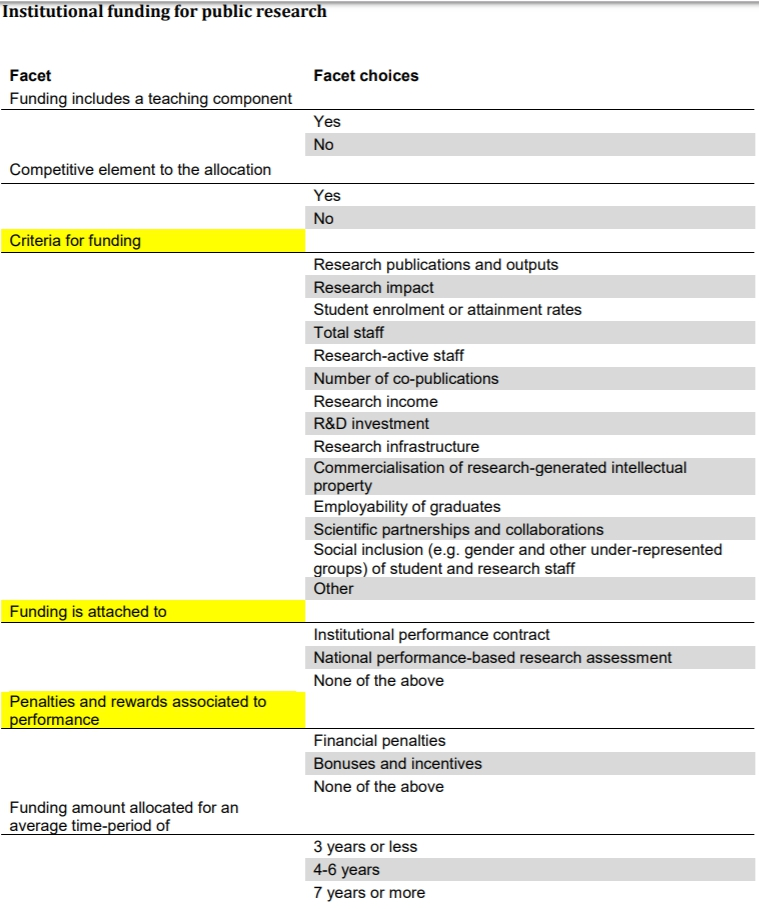 Institutional funding for public research
Facet Facet choices
Funding includes a teaching component
Yes
No
Competitive element to the allocation
Yes
No
Criteria for funding
Research publications and outputs
Research impact
Student enrolment or attainment rates
Total staff
Research-active staff
Number of co-publications
Research income
R&D investment
Research infrastructure
Commercialisation of research-generated intellectual
property
Employability of graduates
Scientific partnerships and collaborations
Social inclusion (e.g. gender and other under-represented
groups) of student and research staff
Other
Funding is attached to
Institutional performance contract
National performance-based research assessment
None of the above
Penalties and rewards associated to
performance
Financial penalties
Bonuses and incentives
None of the above
Funding amount allocated for an
average time-period of
3 years or less
4-6 years
7 years or more